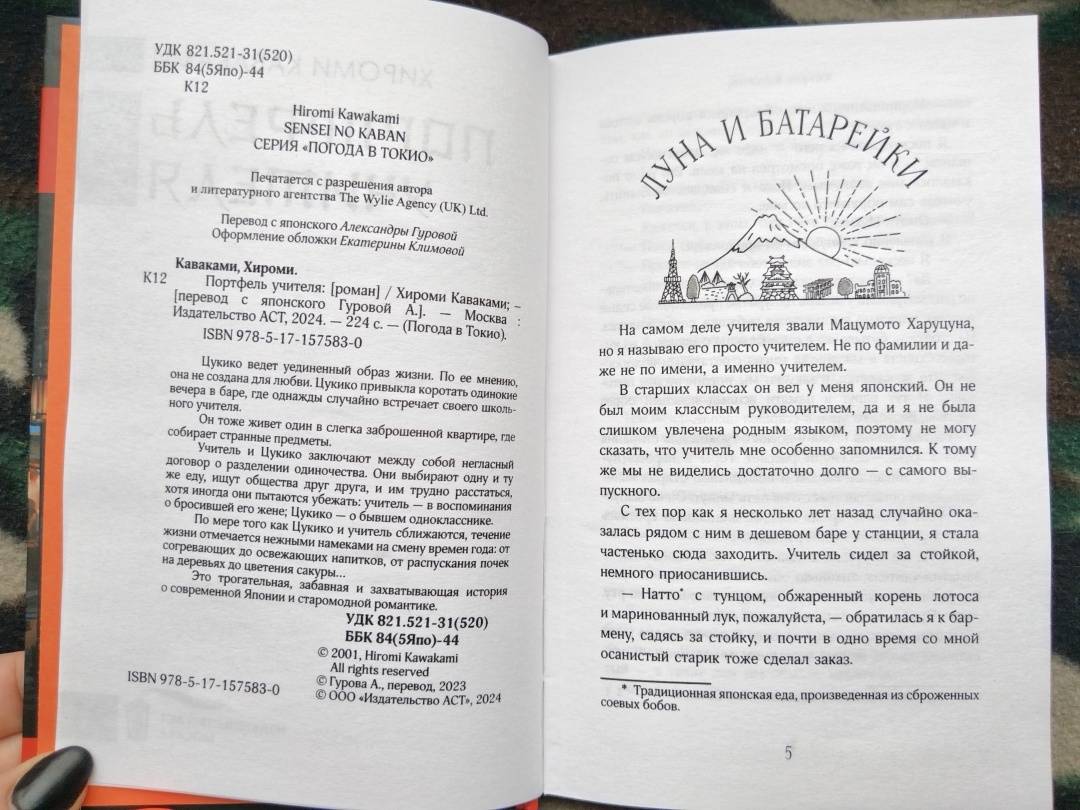 УДК 821.521-31(520)
ББК 84(5Япо)-44
К12
Hiromi Kawakami
SENSEI NO KABAN
СЕРИЯ «ПОГОДА В ТОКИО»
Печатается с разрешения автора
и литературного агентства The Wylie Agency (UK) Ltd.
Перевод с японского Александры Гуровой
Оформление обложки Екатерины Климовой
Каваками, Хироми.
К12
Портфель учителя: [роман] / Хироми Каваками; –
[перевод с японского Гуровой А.]. — Москва :
Издательство АСТ, 2024. — 224 с. — (Погода в Токио).
ISBN 978-5-17-157583-0
Цукико ведет уединенный образ жизни. По ее мнению,
она не создана для любви. Цукико привыкла коротать одинокие
вечера в баре, где однажды случайно встречает своего школь-
ного учителя.
Он тоже живет один в слегка заброшенной квартире, где
собирает странные предметы.
Учитель и Цукико заключают между собой негласный
договор о разделении одиночества. Они выбирают одну и ту
же еду, ищут общества друг друга, и им трудно расстаться,
хотя иногда они пытаются убежать: учитель — в воспоминания
о бросившей его жене; Цукико — о бывшем однокласснике.
По мере того как Цукико и учитель сближаются, течение
жизни отмечается нежными намеками на смену времен года: от
согревающих до освежающих напитков, от распускания почек
на деревьях до цветения сакуры...
Это трогательная, забавная и захватывающая история
о современной Японии и старомодной романтике.
УДК 821.521-31(520)
ББК 84(5Япо)-44
© 2001, Hiromi Kawakami
All rights reserved
© Гурова А., перевод, 2023
ISBN 978-5-17-157583-0
© ООО «Издательство АСТ», 2024
ЛУНА И БАТАРЕЙКИ
На самом деле учителя звали Мацумото Харуцуна,
но я называю его просто учителем. Не по фамилии и да-
же не по имени, а именно учителем.
В старших классах он вел у меня японский. Он не
был моим классным руководителем, да и я не была
слишком увлечена родным языком, поэтому не могу
сказать, что учитель мне особенно запомнился. К тому
же мы не виделись достаточно долго — с самого вы-
пускного.
С тех пор как я несколько лет назад случайно ока-
залась рядом с ним в дешевом баре у станции, я стала
частенько сюда заходить. Учитель сидел за стойкой,
немного приосанившись.
— Натто* с тунцом, обжаренный корень лотоса
и маринованный лук, пожалуйста, — обратилась я к бар-
мену, садясь за стойку, и почти в одно время со мной
осанистый старик тоже сделал заказ.
* Традиционная японская еда, произведенная из сброженных
соевых бобов.
5